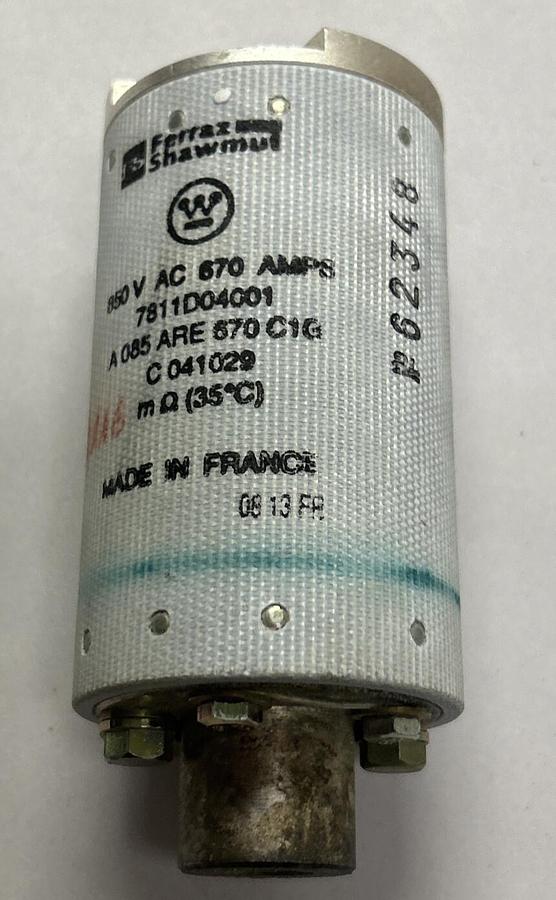 FS Ferraz
Shawmut
W
850 V AC 670 AMPS
7811D04G01
A 085 ARE 670 C1G
C 041029
mΩ (35°C)
MADE IN FRANCE
08 13 FR
№ 62348